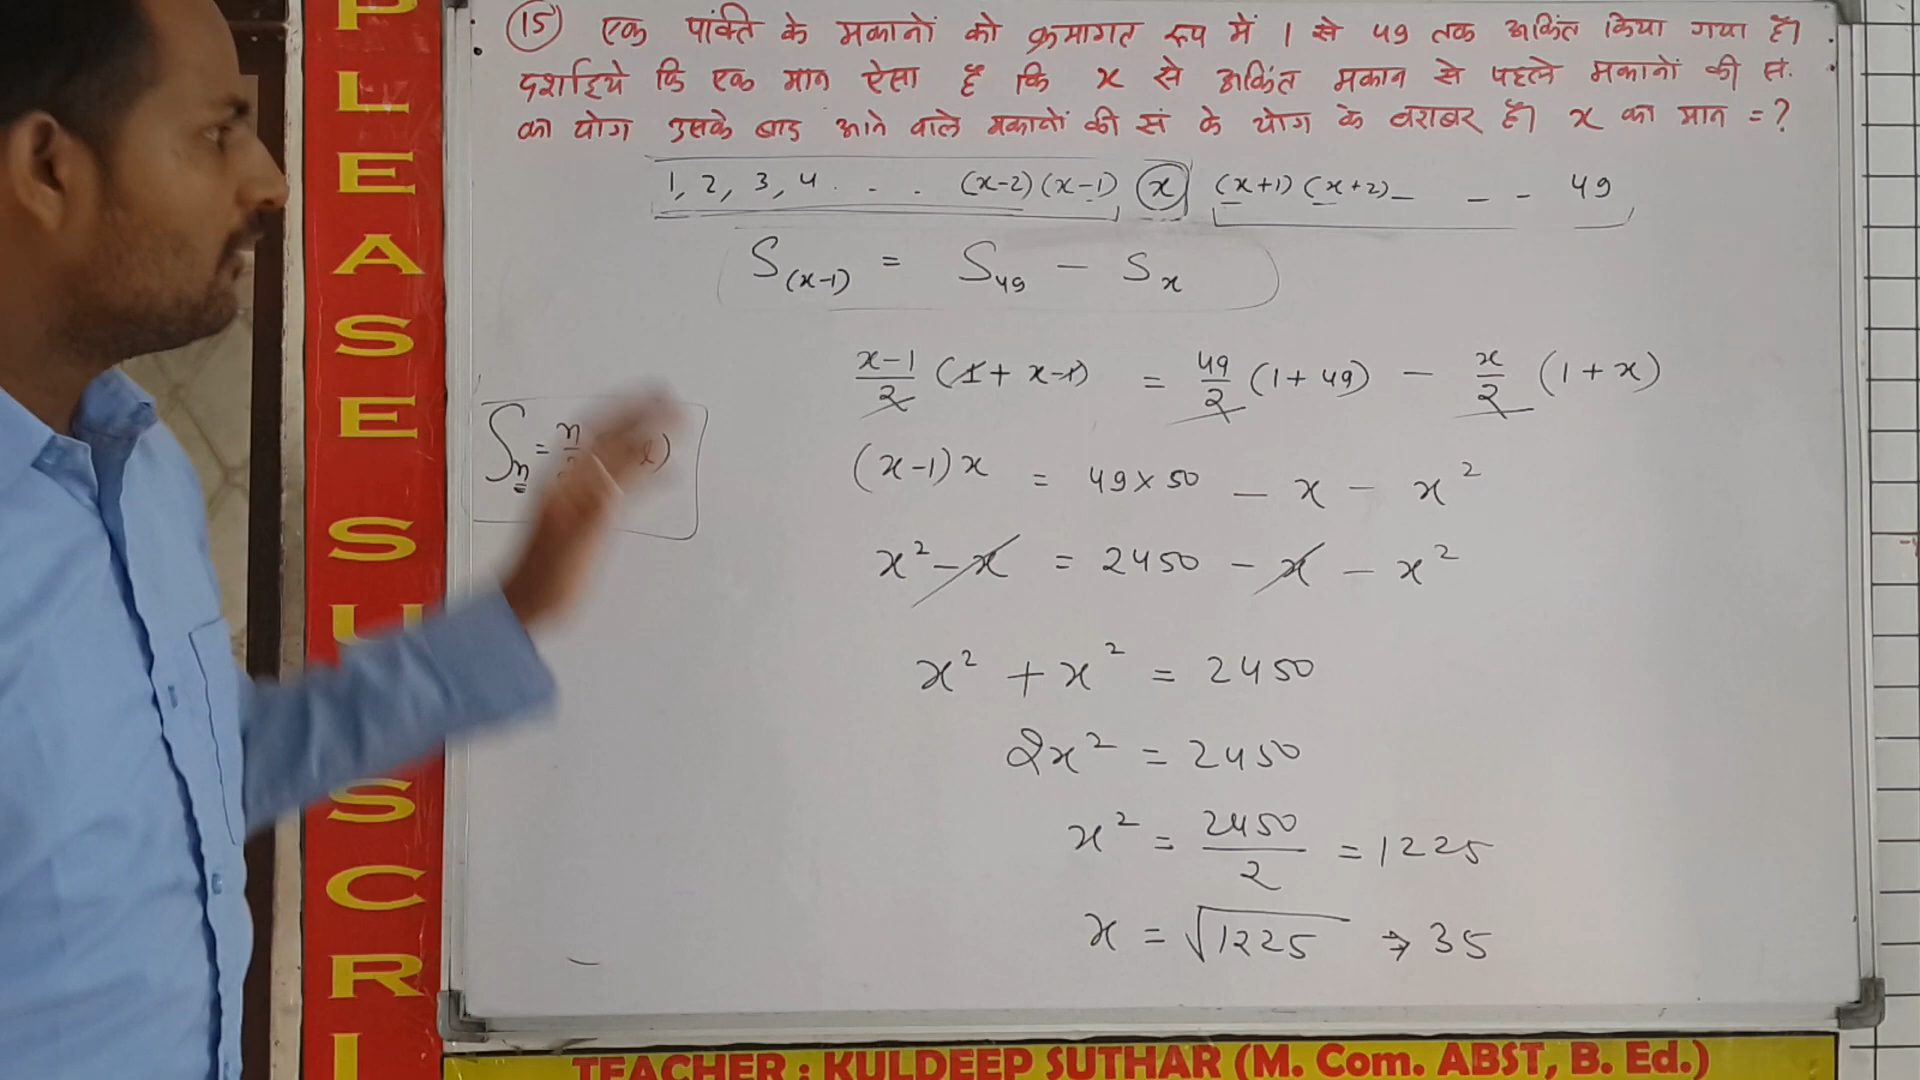 (15) एक पांक्ति के मकानों को क्रमागत रूप में 1 से 49 तक अंकित किया गया है।
दर्शाइये कि एक मान ऐसा है कि x से अंकित मकान से पहले मकानों की सं.
का योग उसके बाद आने वाले मकानों की सं के योग के बराबर है। x का मान = ?
1, 2, 3, 4 . - . (x-2) (x-1) (x) (x+1) (x+2) - - - 49
S(x-1) = S49 - Sx
x-1/2 (1 + x-1) = 49/2 (1+49) - x/2 (1+x)
Sn = n
(x-1)x = 49×50 - x - x²
x² - x = 2450 - x - x²
x² + x² = 2450
2x² = 2450
x² = 2450/2 = 1225
x = √1225 ⇒ 35
PLEASE SUSCRI
TEACHER : KULDEEP SUTHAR (M. Com. ABST, B. Ed.)